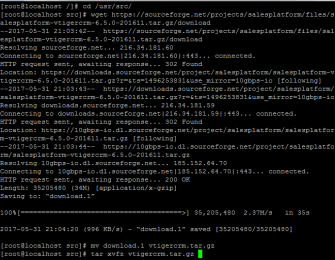 [root@localhost /]# cd /usr/src/
[root@localhost src]# wget https://sourceforge.net/projects/salesplatform/files/sal
esplatform-vtigercrm-6.5.0-201611.tar.gz/download
--2017-05-31 21:03:42-- https://sourceforge.net/projects/salesplatform/files/sal
esplatform-vtigercrm-6.5.0-201611.tar.gz/download
Resolving sourceforge.net... 216.34.181.60
Connecting to sourceforge.net|216.34.181.60|:443... connected.
HTTP request sent, awaiting response... 302 Found
Location: https://downloads.sourceforge.net/project/salesplatform/salesplatform-v
tigercrm-6.5.0-201611.tar.gz?r=&ts=1496253831&use_mirror=10gbps-io [following]
--2017-05-31 21:03:43-- https://downloads.sourceforge.net/project/salesplatform/
salesplatform-vtigercrm-6.5.0-201611.tar.gz?r=&ts=1496253831&use_mirror=10gbps-io
Resolving downloads.sourceforge.net... 216.34.181.59
Connecting to downloads.sourceforge.net|216.34.181.59|:443... connected.
HTTP request sent, awaiting response... 302 Found
Location: https://10gbps-io.dl.sourceforge.net/project/salesplatform/salesplatfor
m-vtigercrm-6.5.0-201611.tar.gz [following]
--2017-05-31 21:03:44-- https://10gbps-io.dl.sourceforge.net/project/salesplatfo
rm/salesplatform-vtigercrm-6.5.0-201611.tar.gz
Resolving 10gbps-io.dl.sourceforge.net... 185.152.64.70
Connecting to 10gbps-io.dl.sourceforge.net|185.152.64.70|:443... connected.
HTTP request sent, awaiting response... 200 OK
Length: 35205480 (34M) [application/x-gzip]
Saving to: "download.1"
100%[======================================>] 35,205,480 2.37M/s in 35s
2017-05-31 21:04:20 (996 KB/s) - "download.1" saved [35205480/35205480]
[root@localhost src]# mv download.1 vtigercrm.tar.gz
[root@localhost src]# tar xvfz vtigercrm.tar.gz